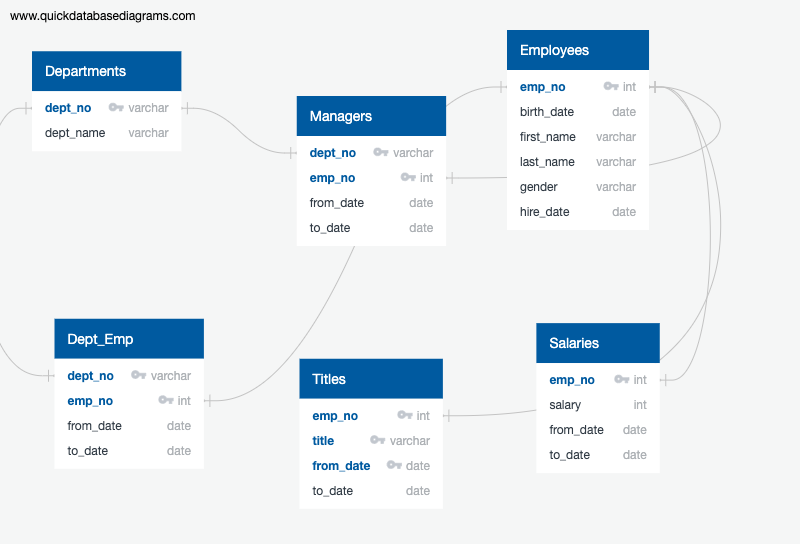 www.quickdatabasediagrams.com
Departments
dept_no varchar
dept_name varchar
Managers
dept_no varchar
emp_no int
from_date date
to_date date
Employees
emp_no int
birth_date date
first_name varchar
last_name varchar
gender varchar
hire_date date
Dept_Emp
dept_no varchar
emp_no int
from_date date
to_date date
Titles
emp_no int
title varchar
from_date date
to_date date
Salaries
emp_no int
salary int
from_date date
to_date date